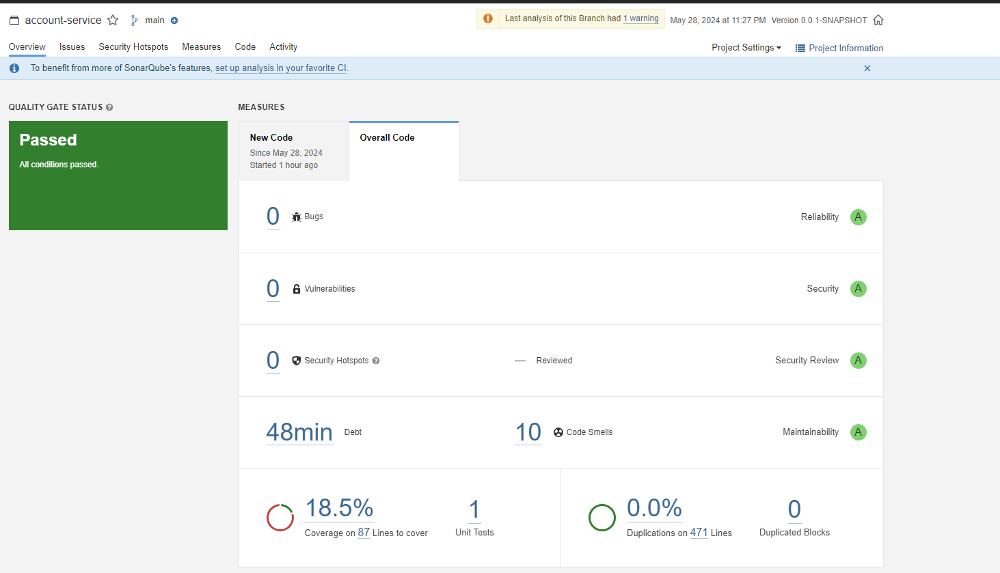 account-service main
Last analysis of this Branch had 1 warning May 28, 2024 at 11:27 PM Version 0.0.1-SNAPSHOT
Overview Issues Security Hotspots Measures Code Activity
Project Settings Project Information
To benefit from more of SonarQube's features, set up analysis in your favorite CI.
QUALITY GATE STATUS
Passed
All conditions passed.
MEASURES
New Code
Since May 28, 2024
Started 1 hour ago
Overall Code
0 Bugs Reliability A
0 Vulnerabilities Security A
0 Security Hotspots — Reviewed Security Review A
48min Debt 10 Code Smells Maintainability A
18.5%
Coverage on 87 Lines to cover
1
Unit Tests
0.0%
Duplications on 471 Lines
0
Duplicated Blocks